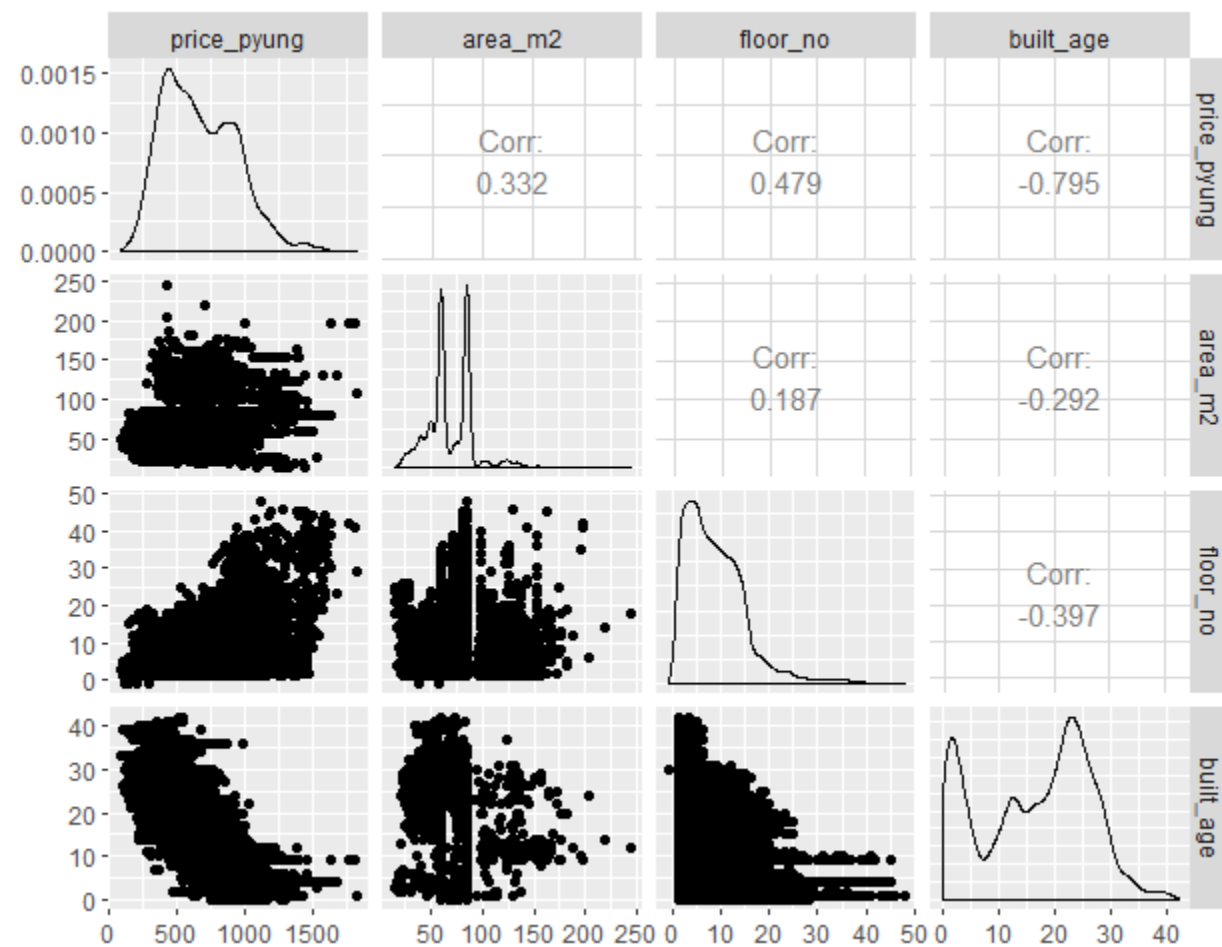 price_pyung area_m2 floor_no built_age
0.0015
0.0010
0.0005
0.0000
Corr:
0.332
Corr:
0.479
Corr:
-0.795
price_pyung
250
200
150
100
50
Corr:
0.187
Corr:
-0.292
area_m2
50
40
30
20
10
0
Corr:
-0.397
floor_no
40
30
20
10
0
built_age
0 500 1000 1500 50 100 150 200 250 0 10 20 30 40 50 0 10 20 30 40